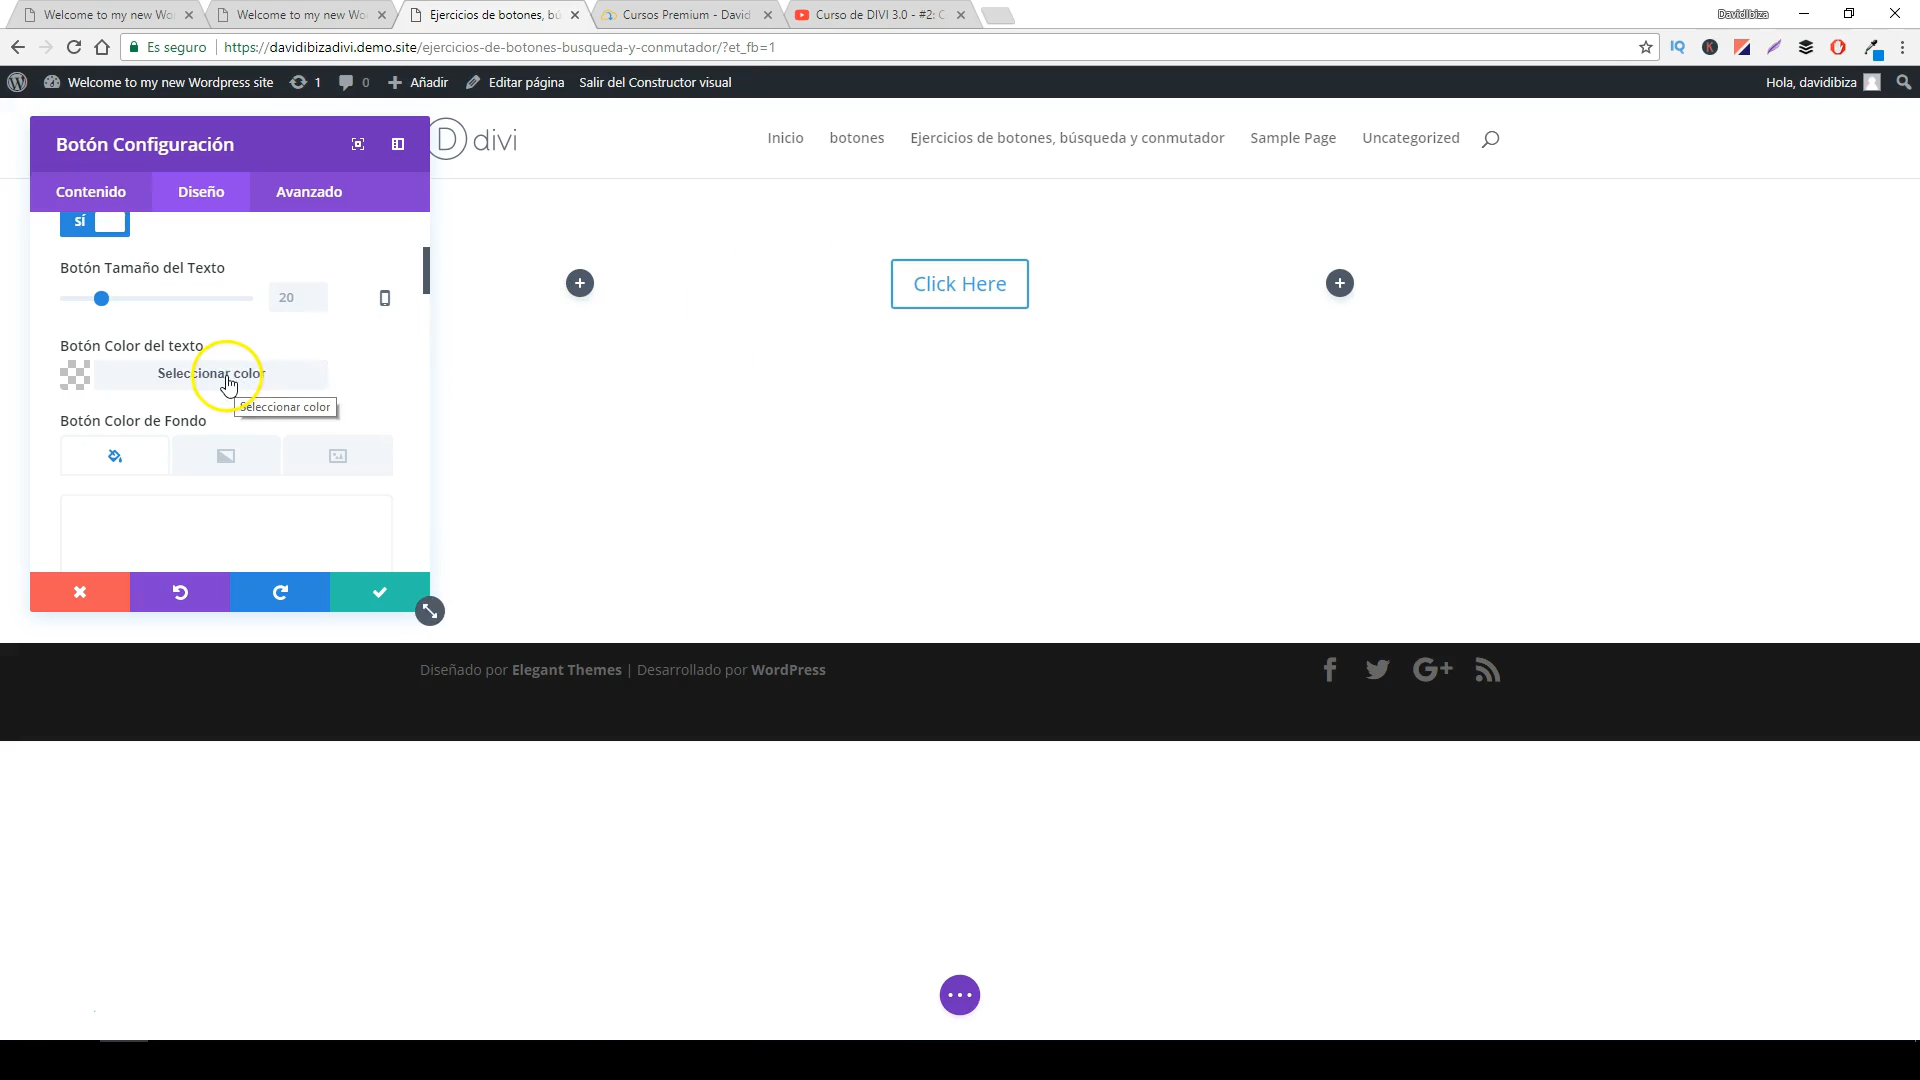 Welcome to my new Wo
Welcome to my new Wo
Ejercicios de botones, bú
Cursos Premium - David
Curso de DIVI 3.0 - #2: C
DavidIbiza
Es seguro
https://davidibizadivi.demo.site/ejercicios-de-botones-busqueda-y-conmutador/?et_fb=1
IQ
K
Welcome to my new Wordpress site
1
0
Añadir
Editar página
Salir del Constructor visual
Hola, davidibiza
Botón Configuración
D divi
Inicio
botones
Ejercicios de botones, búsqueda y conmutador
Sample Page
Uncategorized
Contenido
Diseño
Avanzado
SÍ
Botón Tamaño del Texto
20
Click Here
Botón Color del texto
Seleccionar color
Seleccionar color
Botón Color de Fondo
Diseñado por Elegant Themes | Desarrollado por WordPress
G+